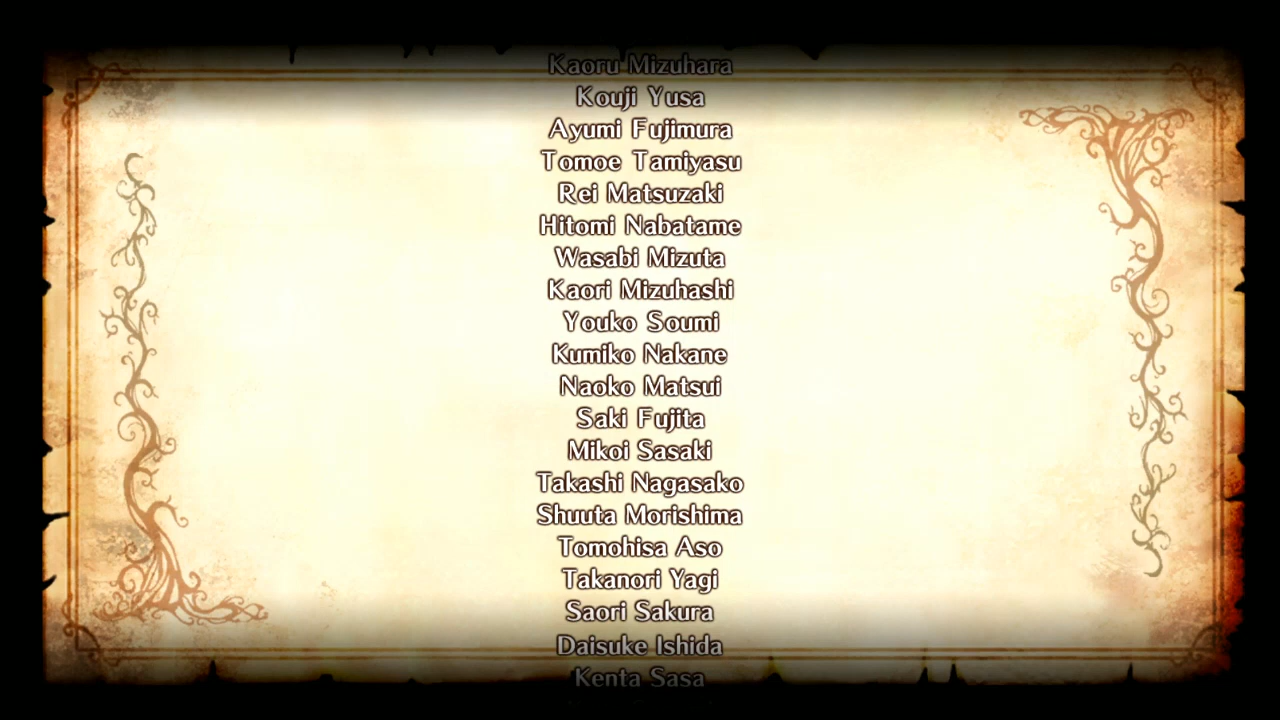 Kaoru Mizuhara
Kouji Yusa
Ayumi Fujimura
Tomoe Tamiyasu
Rei Matsuzaki
Hitomi Nabatame
Wasabi Mizuta
Kaori Mizuhashi
Youko Soumi
Kumiko Nakane
Naoko Matsui
Saki Fujita
Mikoi Sasaki
Takashi Nagasako
Shuuta Morishima
Tomohisa Aso
Takanori Yagi
Saori Sakura
Daisuke Ishida
Kenta Sasa